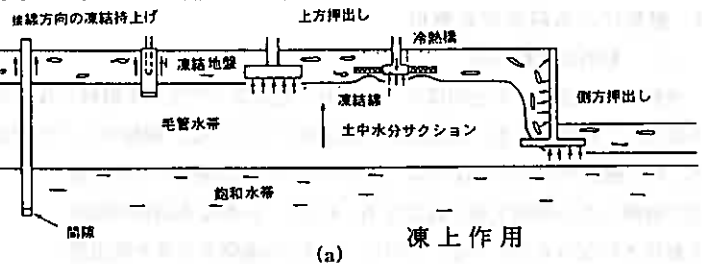 接線方向の凍結持上げ
上方押出し
冷熱橋
凍結地盤
側方押出し
凍結線
毛管水帯
土中水分サクション
飽和水帯
間隙
(a)
凍上作用